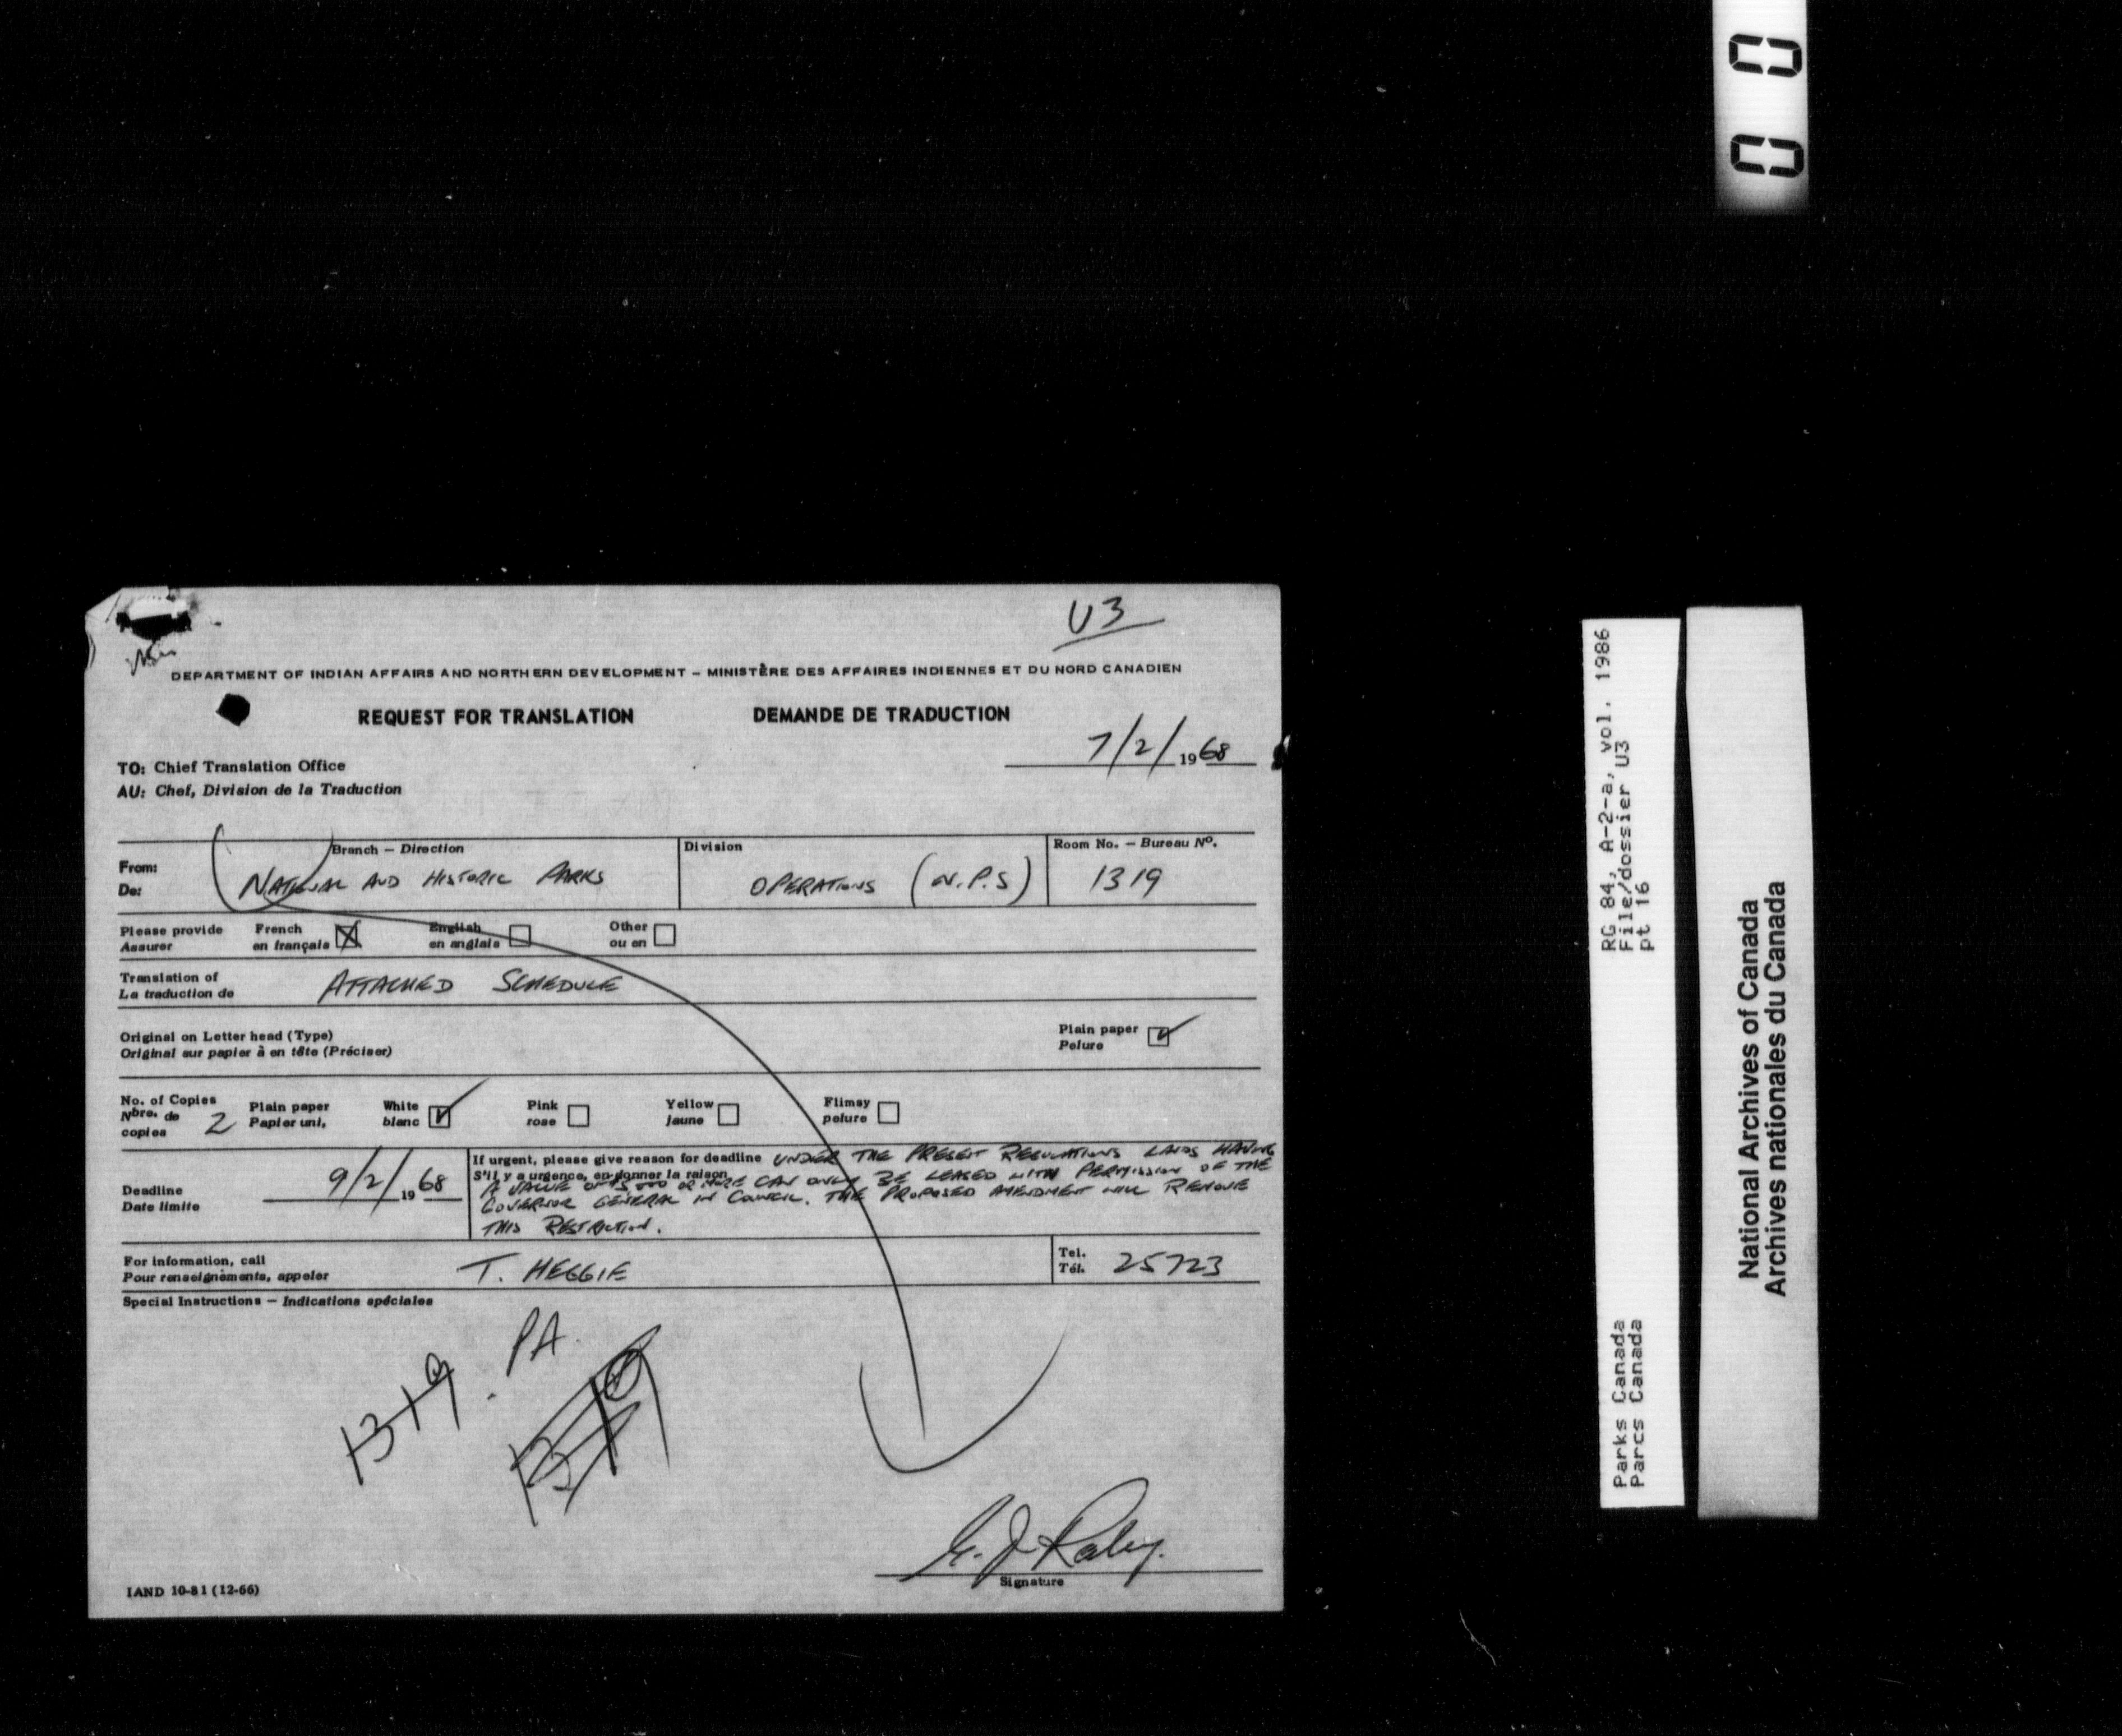 U3
DEPARTMENT OF INDIAN AFFAIRS AND NORTHERN DEVELOPMENT – MINISTÈRE DES AFFAIRES INDIENNES ET DU NORD CANADIEN
REQUEST FOR TRANSLATION DEMANDE DE TRADUCTION
7/2/1968
TO: Chief Translation Office
AU: Chef, Division de la Traduction
From:
De:
Branch – Direction
NATIONAL AND HISTORIC PARKS
Division
OPERATIONS (N.P.S)
Room No. – Bureau Nº.
1319
Please provide French English Other
Assurer en français en anglais ou en
Translation of
La traduction de
ATTACHED SCHEDULE
Original on Letter head (Type)
Original sur papier à en tête (Préciser)
Plain paper
Pelure
No. of Copies
Nbre. de
copies
2
Plain paper White Pink Yellow Flimsy
Papier uni, blanc rose jaune pelure
Deadline
Date limite
9/2/1968
If urgent, please give reason for deadline UNDER THE PRESENT REGULATIONS LANDS HAVING
S'il y a urgence, en donner la raison
A VALUE OF OR MORE CAN ONLY BE LEASED WITH PERMISSION OF THE
GOVERNOR GENERAL IN COUNCIL. THE PROPOSED AMENDMENT WILL REMOVE
THIS RESTRICTION.
For information, call
Pour renseignements, appeler
T. HEGGIE
Tel.
Tél.
25723
Special Instructions – Indications spéciales
PA.
1319
1319
Signature
IAND 10-81 (12-66)
RG 84, A-2-a, vol. 1986
File/dossier U3
pt 16
Parks Canada
Parcs Canada
National Archives of Canada
Archives nationales du Canada
00